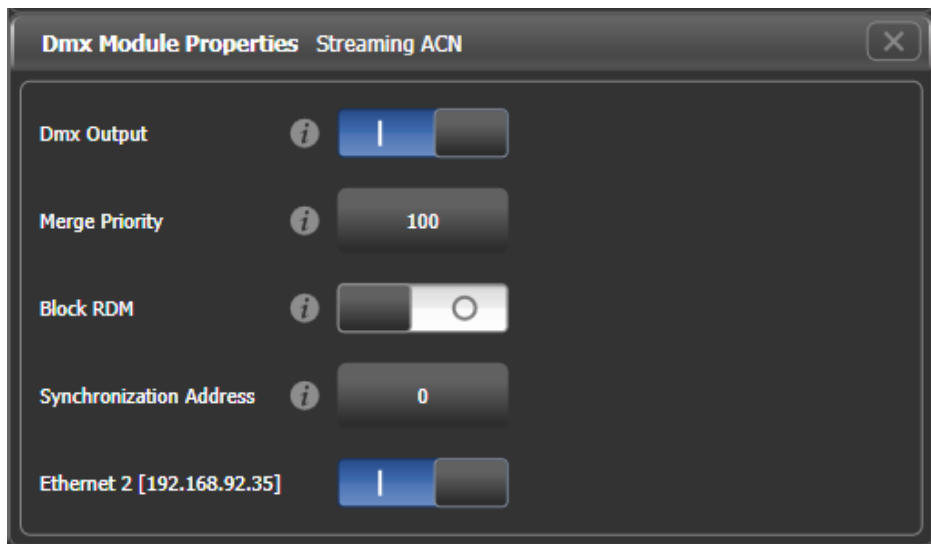 Dmx Module Properties Streaming ACN
Dmx Output
Merge Priority 100
Block RDM
Synchronization Address 0
Ethernet 2 [192.168.92.35]